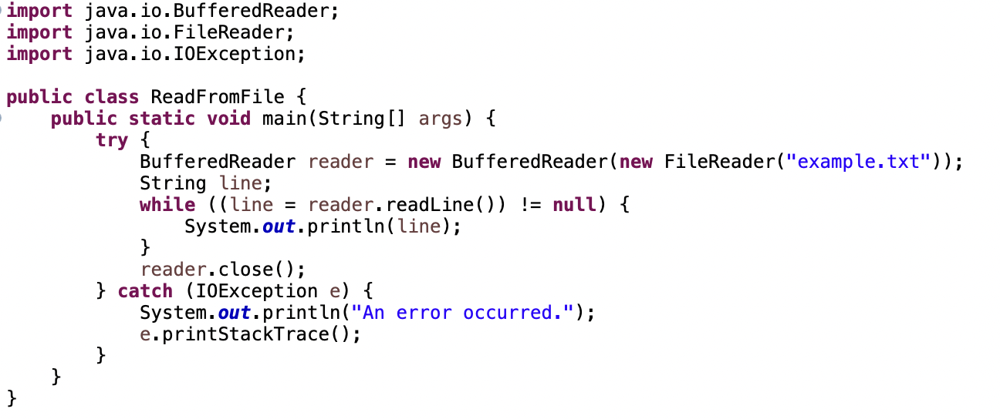 import java.io.BufferedReader;
import java.io.FileReader;
import java.io.IOException;

public class ReadFromFile {
    public static void main(String[] args) {
        try {
            BufferedReader reader = new BufferedReader(new FileReader("example.txt"));
            String line;
            while ((line = reader.readLine()) != null) {
                System.out.println(line);
            }
            reader.close();
        } catch (IOException e) {
            System.out.println("An error occurred.");
            e.printStackTrace();
        }
    }
}